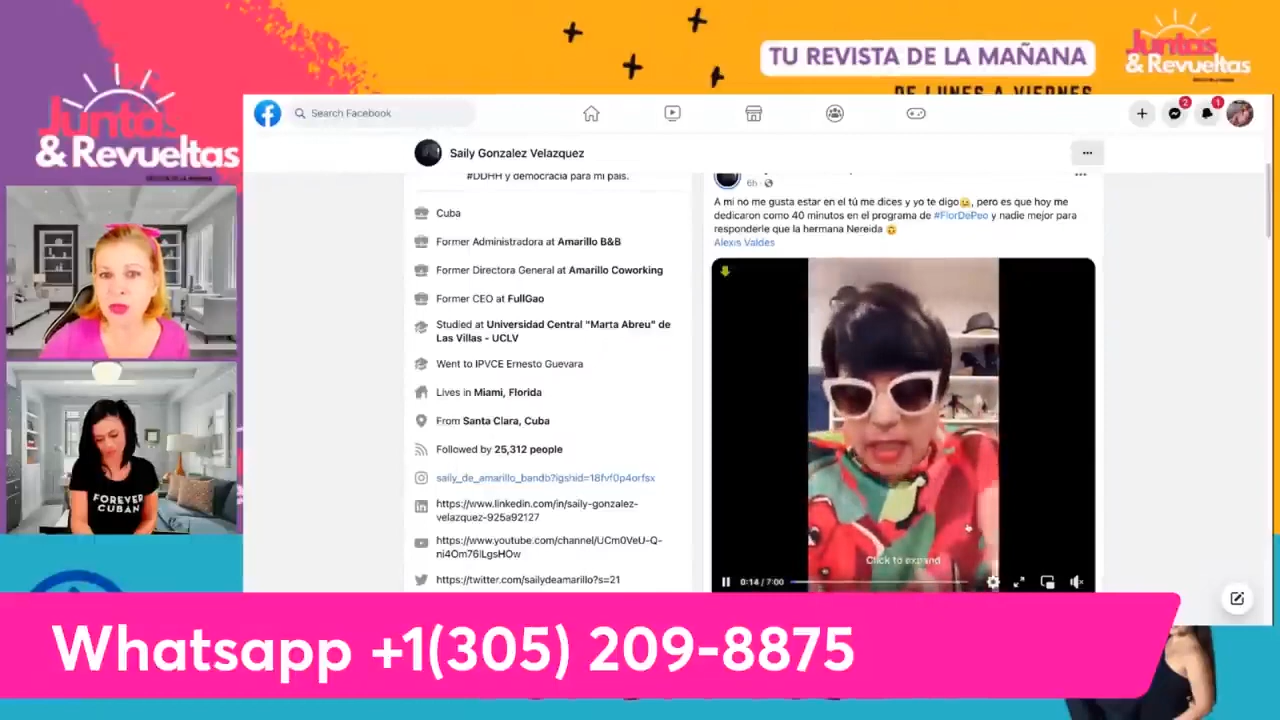 TU REVISTA DE LA MAÑANA
DE LUNES A VIERNES
Juntas
& Revueltas
Juntas
& Revueltas
Search Facebook
2
1
Saily Gonzalez Velazquez
#DDHH y democracia para mi país.
Cuba
Former Administradora at Amarillo B&B
Former Directora General at Amarillo Coworking
Former CEO at FullGao
Studied at Universidad Central "Marta Abreu" de
Las Villas - UCLV
Went to IPVCE Ernesto Guevara
Lives in Miami, Florida
From Santa Clara, Cuba
Followed by 25,312 people
saily_de_amarillo_bandb?igshid=18fvf0p4orfsx
https://www.linkedin.com/in/saily-gonzalez-
velazquez-925a92127
https://www.youtube.com/channel/UCm0VeU-Q-
ni4Om76lLgsHOw
https://twitter.com/sailydeamarillo?s=21
6h
A mi no me gusta estar en el tú me dices y yo te digo😉, pero es que hoy me
dedicaron como 40 minutos en el programa de #FlorDePeo y nadie mejor para
responderle que la hermana Nereida 🙃
Alexis Valdes
Click to expand
0:14 / 7:00
FOREVER
CUBAN
Whatsapp +1(305) 209-8875